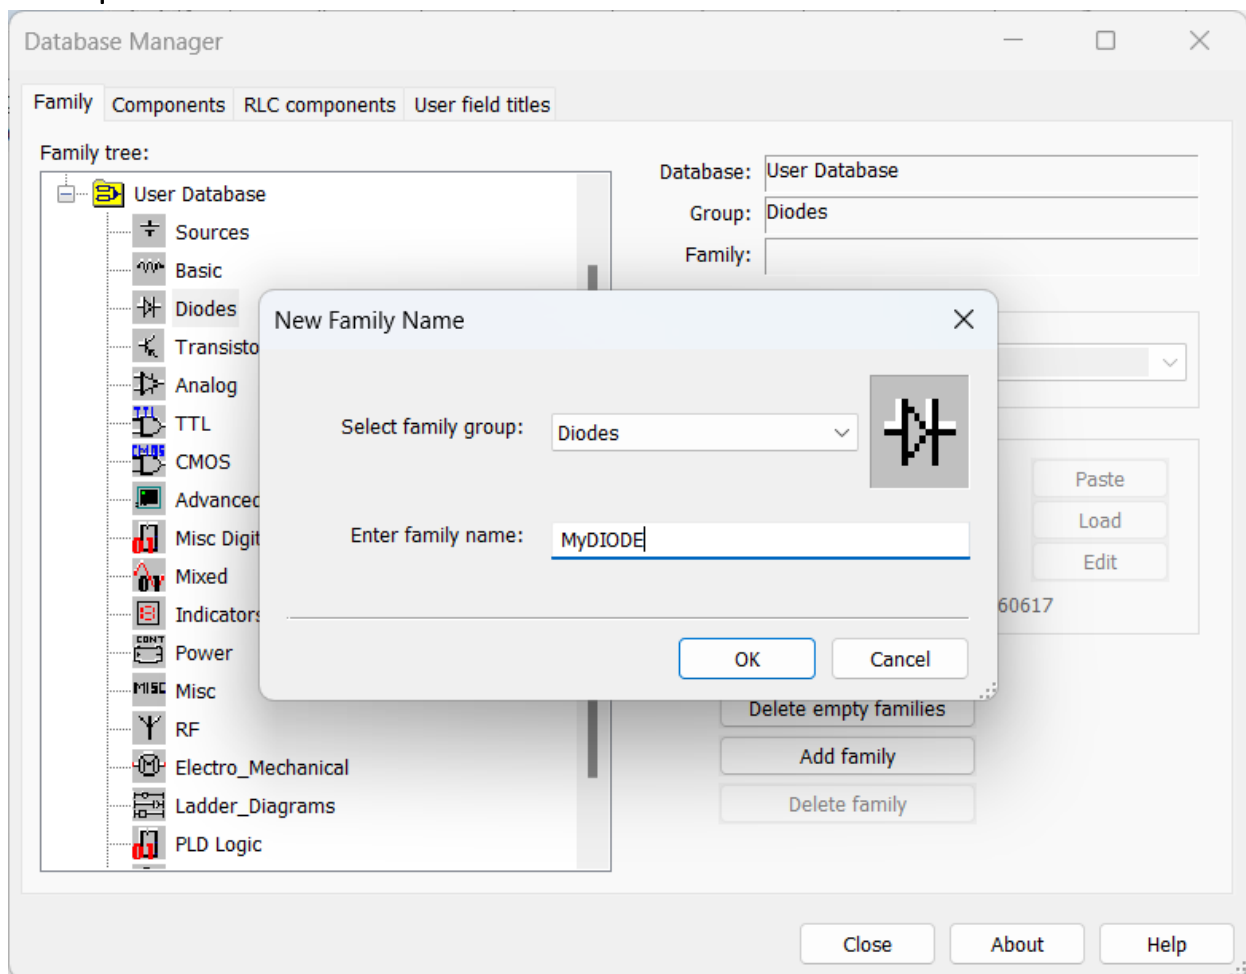 Database Manager
Family Components RLC components User field titles
Family tree:
User Database
Sources
Basic
Diodes
Transisto
Analog
TTL
CMOS
Advanced
Misc Digit
Mixed
Indicators
Power
Misc
RF
Electro_Mechanical
Ladder_Diagrams
PLD Logic
Database: User Database
Group: Diodes
Family:
New Family Name
Select family group: Diodes
Enter family name: MyDIODE
OK Cancel
Paste
Load
Edit
60617
Delete empty families
Add family
Delete family
Close About Help